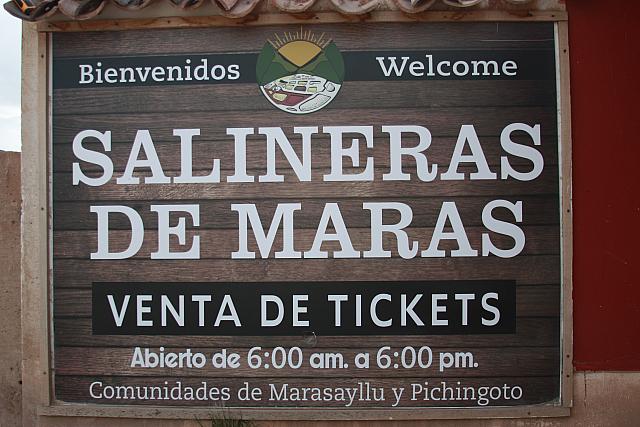 Bienvenidos Welcome
SALINERAS
DE MARAS
VENTA DE TICKETS
Abierto de 6:00 am. a 6:00 pm.
Comunidades de Marasayllu y Pichingoto